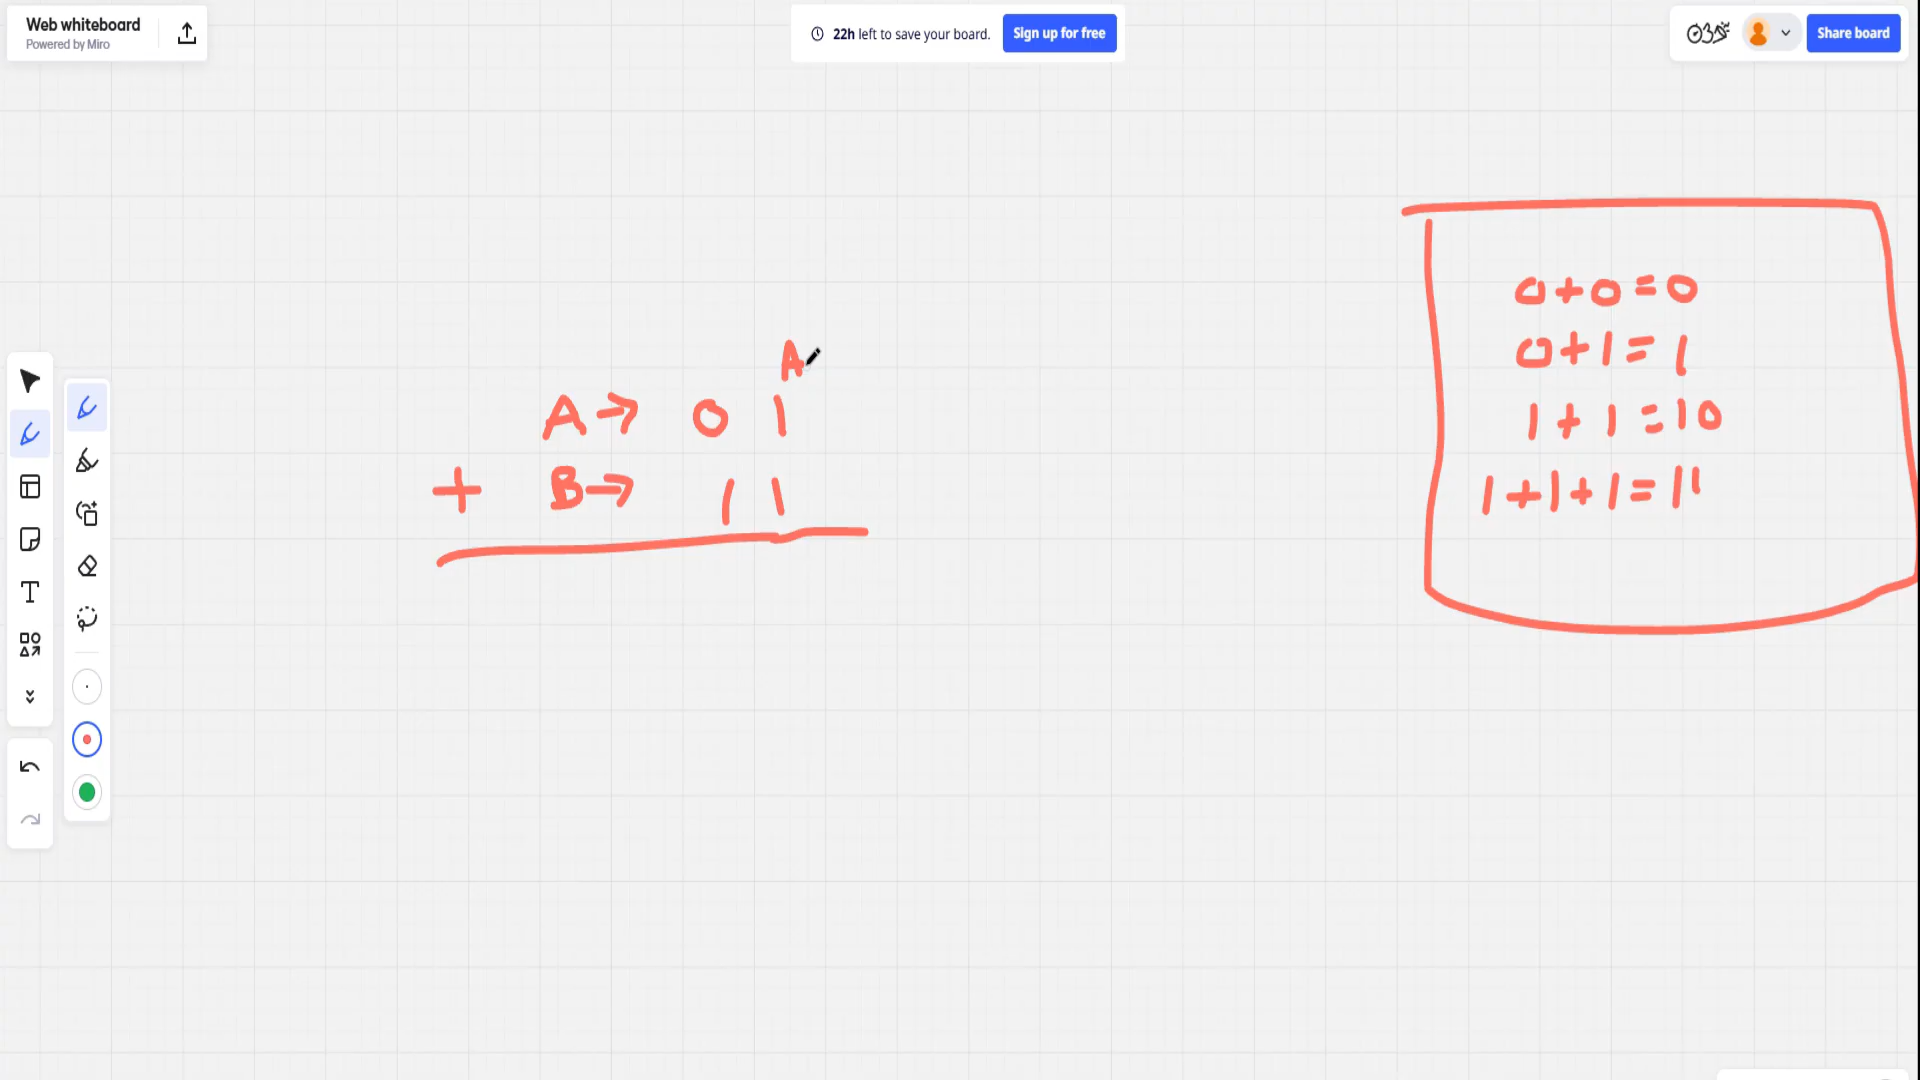 Web whiteboard
Powered by Miro
22h left to save your board.
Sign up for free
Share board
A
A → 0 1
+ B → 1 1
0+0=0
0+1=1
1+1=10
1+1+1=11
T